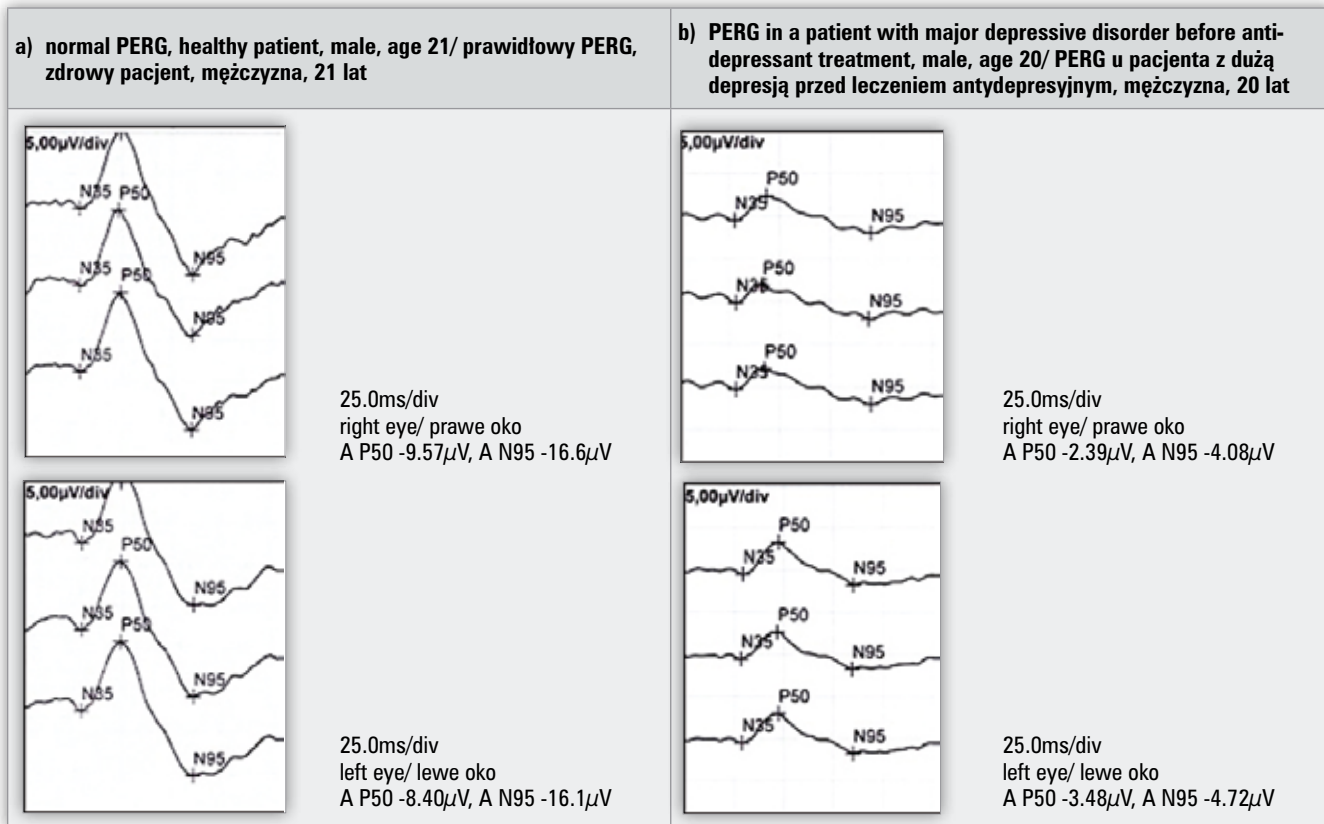 a) normal PERG, healthy patient, male, age 21/ prawidłowy PERG,
zdrowy pacjent, mężczyzna, 21 lat
5,00µV/div
N35 P50
N95
N35 P50
N95
N35
N95
25.0ms/div
right eye/ prawe oko
A P50 -9.57µV, A N95 -16.6µV
5,00µV/div
N35
P50
N95
N35
P50
N95
N35
N95
25.0ms/div
left eye/ lewe oko
A P50 -8.40µV, A N95 -16.1µV
b) PERG in a patient with major depressive disorder before anti-
depressant treatment, male, age 20/ PERG u pacjenta z dużą
depresją przed leczeniem antydepresyjnym, mężczyzna, 20 lat
5,00µV/div
P50
N35
N95
P50
N35
N95
P50
N35
N95
25.0ms/div
right eye/ prawe oko
A P50 -2.39µV, A N95 -4.08µV
5,00µV/div
P50
N35
N95
P50
N35
N95
P50
N35
N95
25.0ms/div
left eye/ lewe oko
A P50 -3.48µV, A N95 -4.72µV